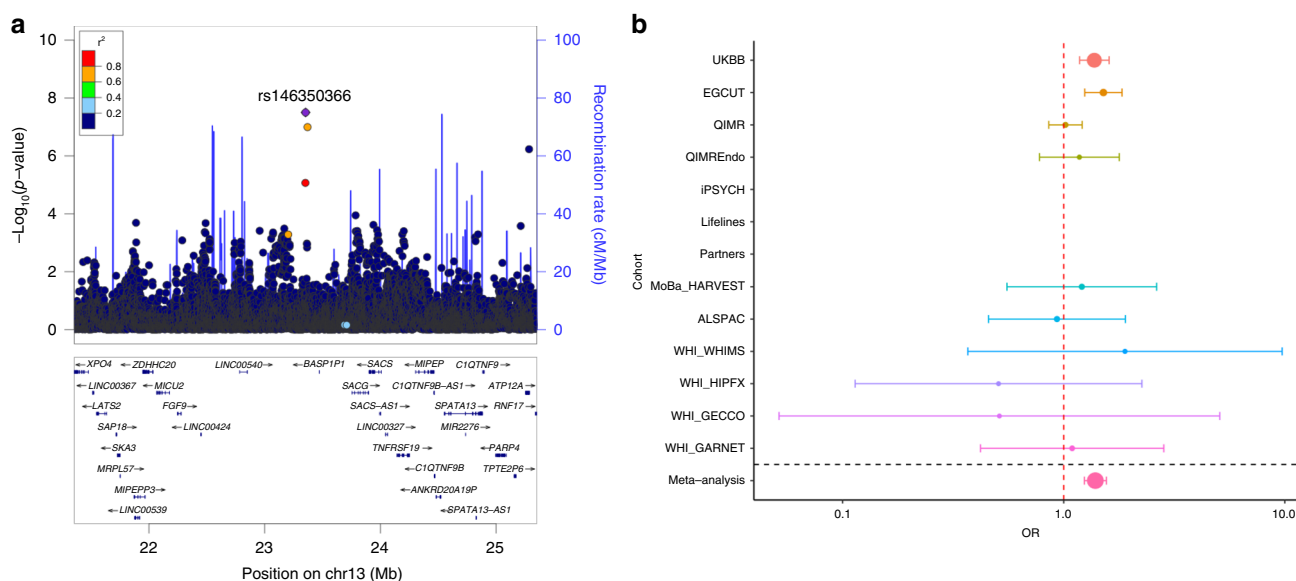 a
r²
0.8
0.6
0.4
0.2
rs146350366
–Log10(p–value)
10
8
6
4
2
0
Recombination rate (cM/Mb)
100
80
60
40
20
0
←XPO4 ←ZDHHC20 LINC00540→ ←BASP1P1 ←SACS ←MIPEP C1QTNF9→
←LINC00367 ←MICU2 SACG← C1QTNF9B–AS1← ATP12A→
←LATS2 FGF9→ SACS–AS1→ SPATA13→ RNF17→
SAP18→ ←LINC00424 LINC00327→ MIR2276→
←SKA3 TNFRSF19→ ←PARP4
MRPL57→ ←C1QTNF9B TPTE2P6→
MIPEPP3→ ←ANKRD20A19P
←LINC00539 ←SPATA13–AS1
22 23 24 25
Position on chr13 (Mb)
b
Cohort
UKBB
EGCUT
QIMR
QIMREndo
iPSYCH
Lifelines
Partners
MoBa_HARVEST
ALSPAC
WHI_WHIMS
WHI_HIPFX
WHI_GECCO
WHI_GARNET
Meta–analysis
0.1 1.0 10.0
OR